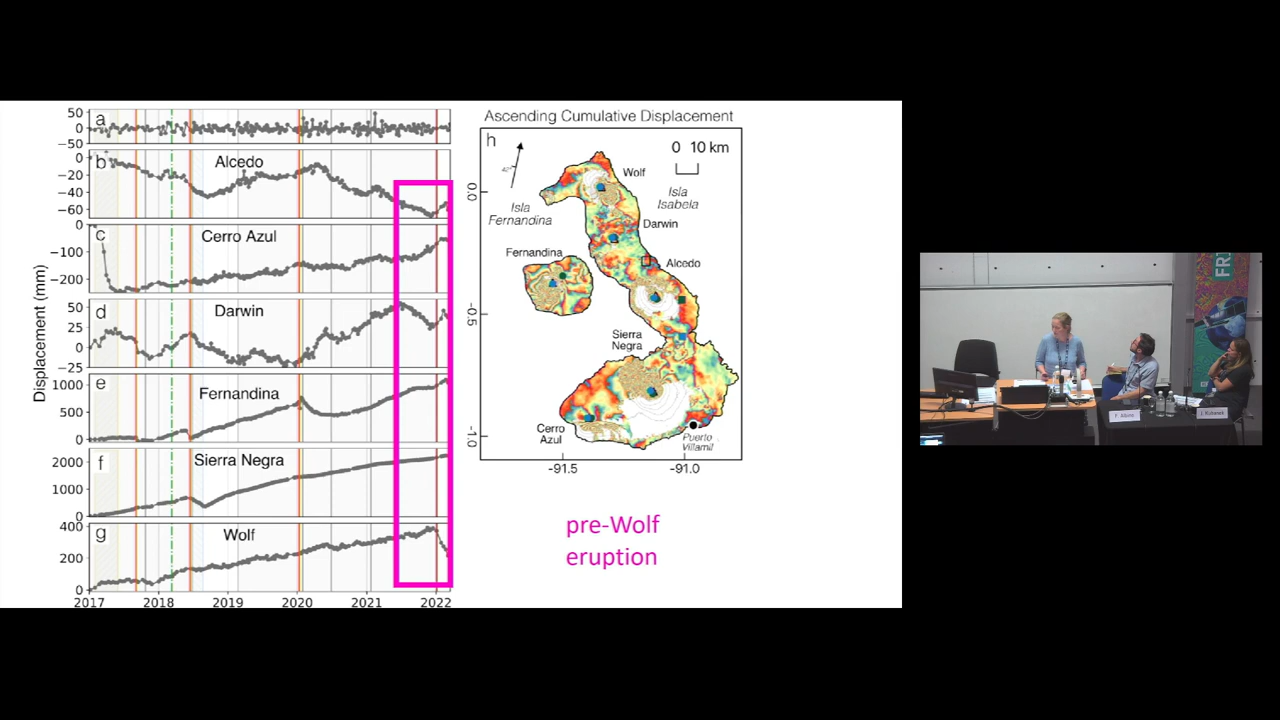 Displacement (mm)
a
50
0
−50
b
Alcedo
0
−20
−40
−60
c
Cerro Azul
0
−100
−200
d
Darwin
50
25
0
−25
e
Fernandina
1000
500
0
f
Sierra Negra
2000
1000
0
g
Wolf
400
200
0
2017 2018 2019 2020 2021 2022
Ascending Cumulative Displacement
h
0 10 km
Wolf
Isla
Isabela
Isla
Fernandina
Darwin
Fernandina
Alcedo
Sierra
Negra
Cerro
Azul
Puerto
Villamil
0.0
−0.5
−1.0
−91.5 −91.0
pre-Wolf
eruption
FRI
F. Albino